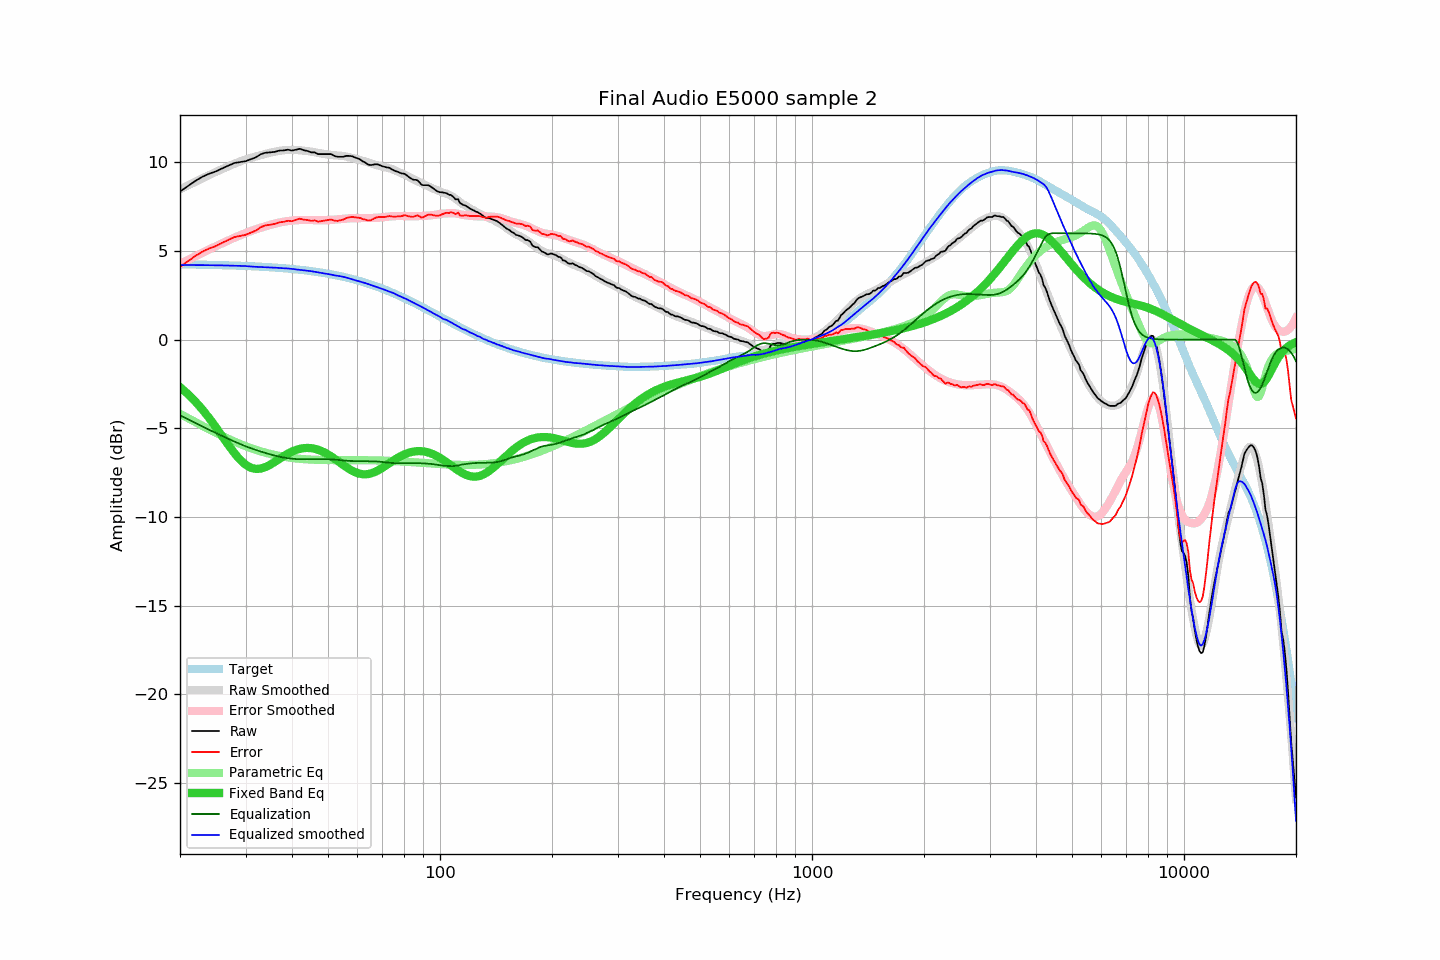 Final Audio E5000 sample 2
10
5
0
−5
−10
−15
−20
−25
Amplitude (dBr)
100
1000
10000
Frequency (Hz)
Target
Raw Smoothed
Error Smoothed
Raw
Error
Parametric Eq
Fixed Band Eq
Equalization
Equalized smoothed